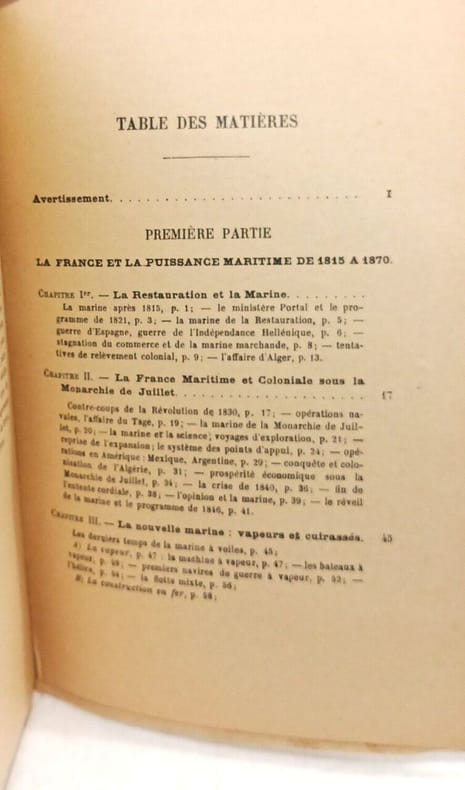 TABLE DES MATIÈRES
Avertissement. . . . . . . . . . . . . . . . . . . . . . . . . . I
PREMIÈRE PARTIE
LA FRANCE ET LA PUISSANCE MARITIME DE 1815 A 1870.
CHAPITRE Ier. — La Restauration et la Marine. . . . . . . . .
La marine après 1815, p. 1; — le ministère Portal et le pro-
gramme de 1821, p. 3; — la marine de la Restauration, p. 5; —
guerre d'Espagne, guerre de l'Indépendance Hellénique, p. 6; —
stagnation du commerce et de la marine marchande, p. 8; — tenta-
tives de relèvement colonial, p. 9; — l'affaire d'Alger, p. 13.
CHAPITRE II. — La France Maritime et Coloniale sous la
Monarchie de Juillet. . . . . . . . . . . . . . . . . . . . 17
Contre-coups de la Révolution de 1830, p. 17; — opérations na-
vales, l'affaire du Tage, p. 19; — la marine de la Monarchie de Juil-
let, p. 20; — la marine et la science; voyages d'exploration, p. 21; —
reprise de l'expansion; le système des points d'appui, p. 24; — opé-
rations en Amérique: Mexique, Argentine, p. 29; — conquête et colo-
nisation de l'Algérie, p. 31; — prospérité économique sous la
Monarchie de Juillet, p. 34; — la crise de 1840, p. 36; — fin de
l'entente cordiale, p. 38; — l'opinion et la marine, p. 39; — le réveil
de la marine et le programme de 1846, p. 41.
CHAPITRE III. — La nouvelle marine : vapeurs et cuirassés. 45
Les derniers temps de la marine à voiles, p. 45;
A) La vapeur, p. 47 : la machine à vapeur, p. 47; — les bateaux à
vapeur, p. 49; — premiers navires de guerre à vapeur, p. 52; —
l'hélice, p. 54; — la flotte mixte, p. 56;
B) La construction en fer, p. 58;